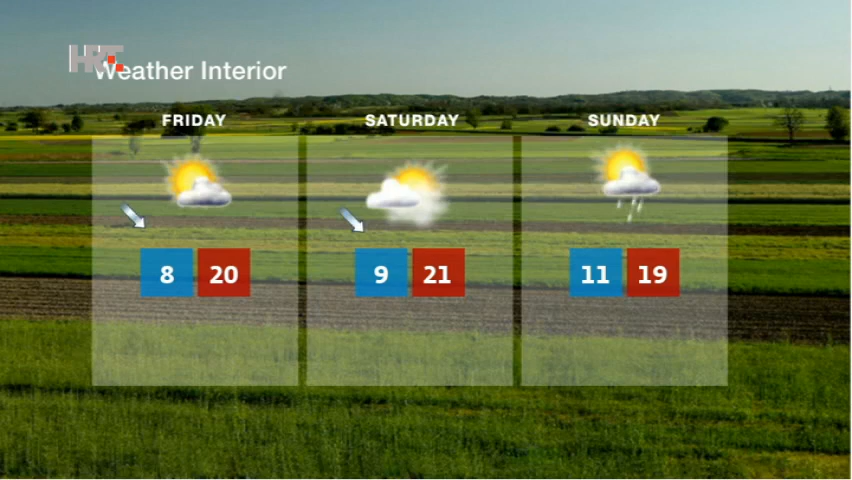 HRT
Weather Interior
FRIDAY
SATURDAY
SUNDAY
8 20
9 21
11 19